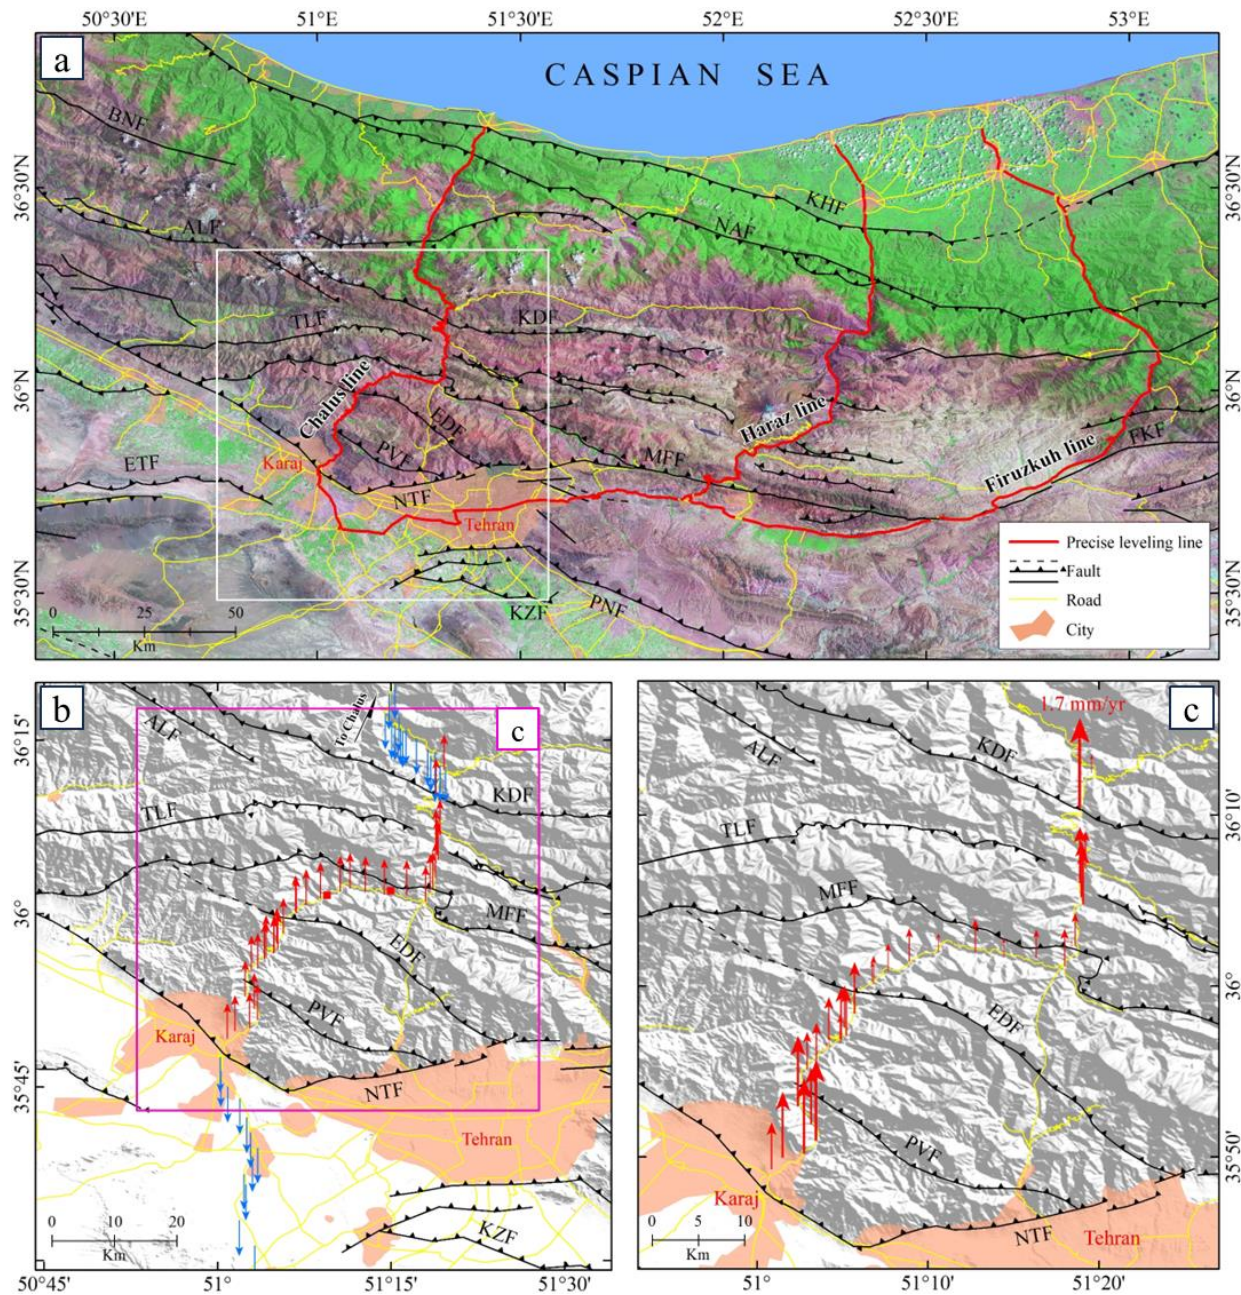 50°30'E
51°E
51°30'E
52°E
52°30'E
53°E
a
CASPIAN SEA
BNF
36°30'N
36°30'N
KHF
ALF
NAF
TLF
KDF
36°N
36°N
Chalus line
Haraz line
EDF
PVF
MFF
FKF
Firuzkuh line
ETF
Karaj
NTF
Tehran
Precise leveling line
Fault
Road
City
35°30'N
35°30'N
0 25 50
Km
KZF
PNF
b
To Chalus
c
c
1.7 mm/yr
36°15'
ALF
KDF
KDF
ALF
36°10'
TLF
TLF
MFF
36°
MFF
EDF
36°
EDF
PVF
Karaj
35°45'
NTF
PVF
35°50'
Tehran
Karaj
0 10 20
Km
KZF
0 5 10
Km
NTF
Tehran
50°45'
51°
51°15'
51°30'
51°
51°10'
51°20'